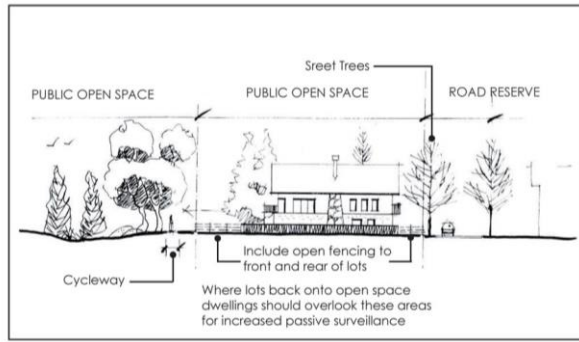 Sreet Trees
PUBLIC OPEN SPACE
PUBLIC OPEN SPACE
ROAD RESERVE
Include open fencing to
front and rear of lots
Cycleway
Where lots back onto open space
dwellings should overlook these areas
for increased passive surveillance